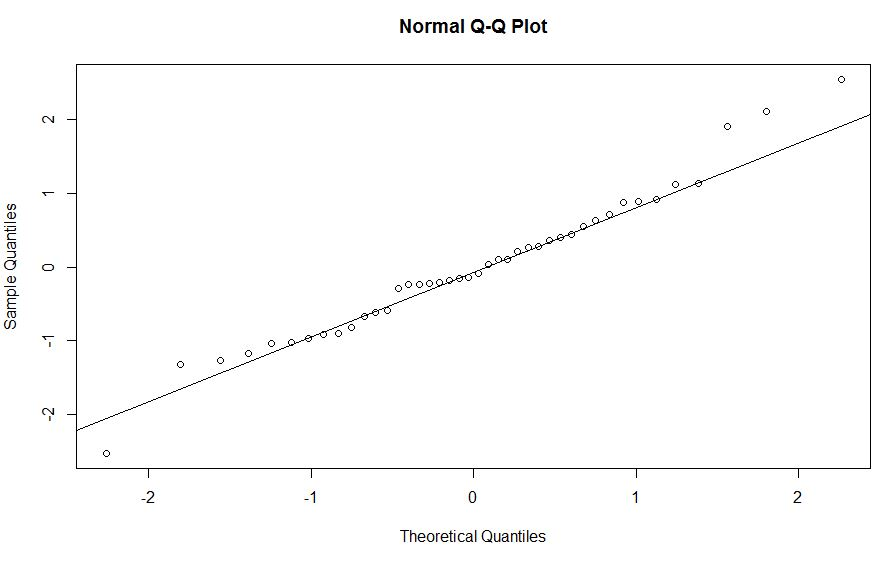 Normal Q-Q Plot
Sample Quantiles
2
1
0
-1
-2
-2 -1 0 1 2
Theoretical Quantiles